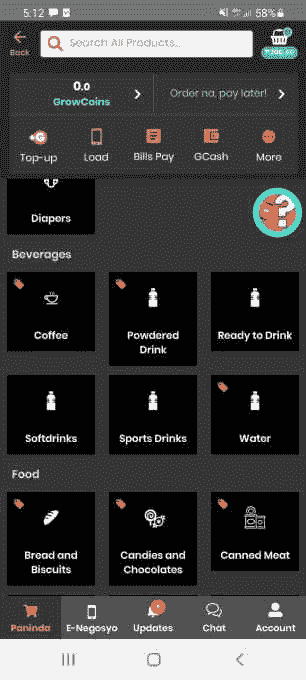 5.12
58%
Back
Search All Products..
0.0
GrowCoins
Order na, pay later!
Top-up
Load
Bills Pay
GCash
More
?
Diapers
Beverages
Coffee
Powdered
Drink
Ready to Drink
Softdrinks
Sports Drinks
Water
Food
Bread and
Biscuits
Candies and
Chocolates
Canned Meat
Paninda
E-Negosyo
Updates
Chat
Account